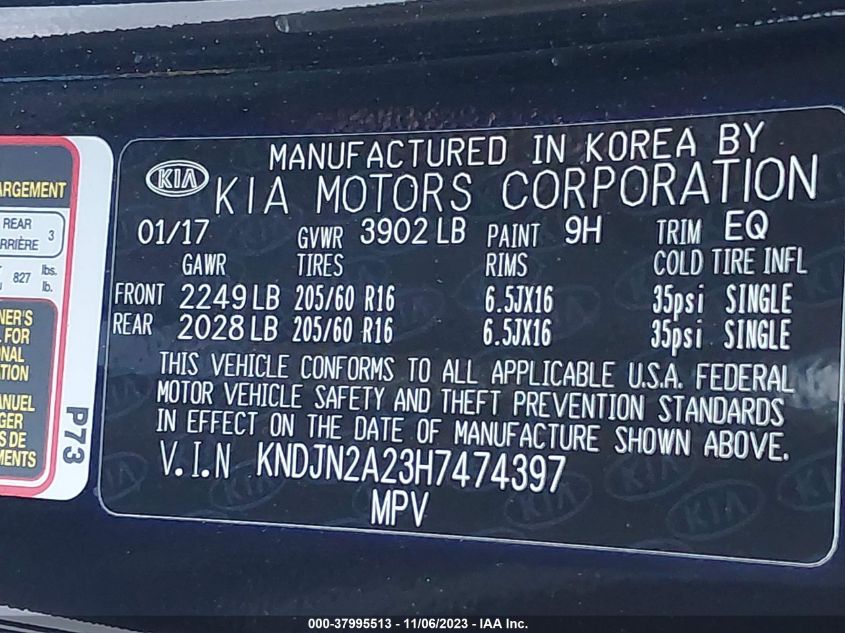 MANUFACTURED IN KOREA BY
KIA KIA MOTORS CORPORATION
01/17 GVWR 3902 LB PAINT 9H TRIM EQ
GAWR TIRES RIMS COLD TIRE INFL
FRONT 2249 LB 205/60 R16 6.5JX16 35psi SINGLE
REAR 2028 LB 205/60 R16 6.5JX16 35psi SINGLE
THIS VEHICLE CONFORMS TO ALL APPLICABLE U.S.A. FEDERAL
MOTOR VEHICLE SAFETY AND THEFT PREVENTION STANDARDS
IN EFFECT ON THE DATE OF MANUFACTURE SHOWN ABOVE.
V.I.N KNDJN2A23H7474397
MPV
ARGEMENT
REAR 3
RRIÈRE
827 lbs.
lb.
NER'S
FOR
ONAL
ATION
ANUEL
GER
S DE
MENTS
P73
000-37995513 - 11/06/2023 - IAA Inc.